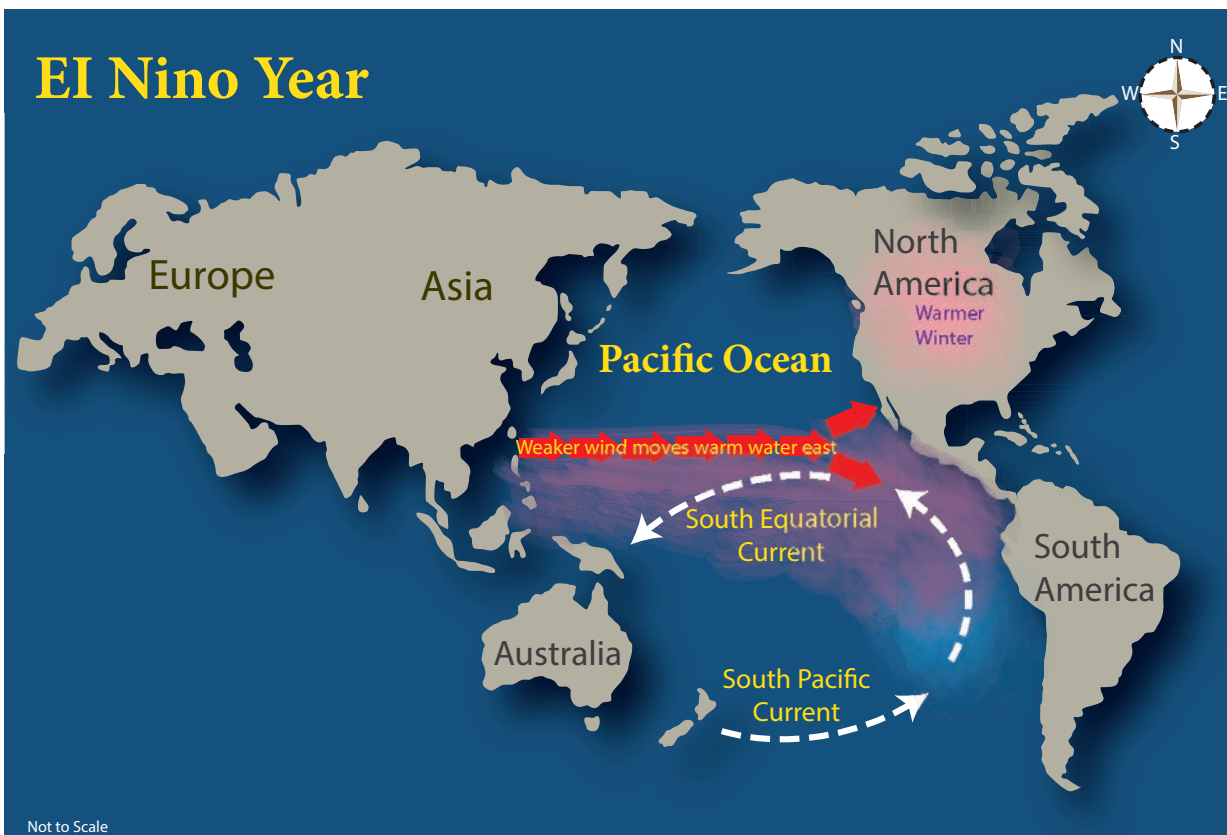 El Nino Year
N
W
E
S
North
America
Warmer
Winter
Europe
Asia
Pacific Ocean
Weaker wind moves warm water east
South Equatorial
Current
South
America
Australia
South Pacific
Current
Not to Scale